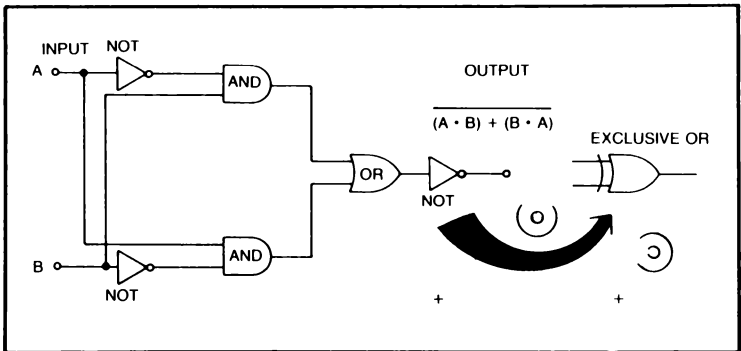 INPUT NOT
A
AND
OR
NOT
AND
B
NOT
OUTPUT
(A • B) + (B • A)
EXCLUSIVE OR
+ +